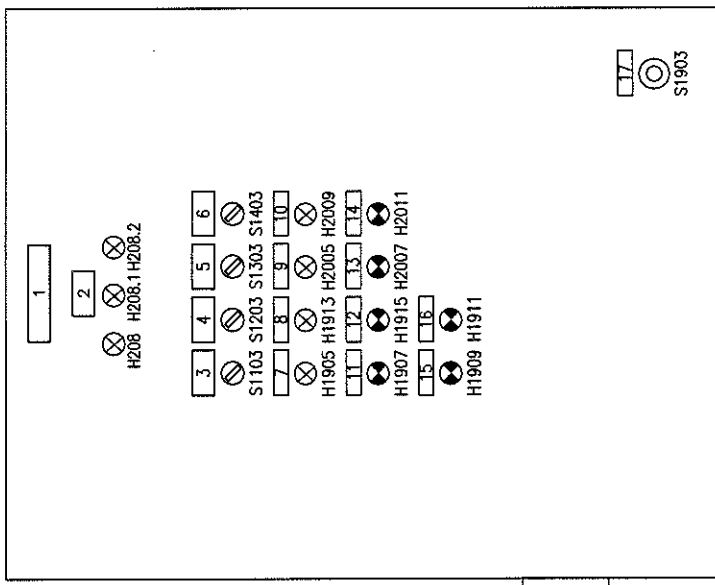 1
2
H208 H208.1 H208.2
3 4 5 6
S1103 S1203 S1303 S1403
7 8 9 10
H1905 H1913 H2005 H2009
11 12 13 14
H1907 H1915 H2007 H2011
15 16
H1909 H1911
17
S1903